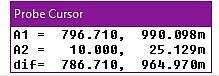 Probe Cursor
A1 = 796.710, 990.098m
A2 = 10.000, 25.129m
dif= 786.710, 964.970m